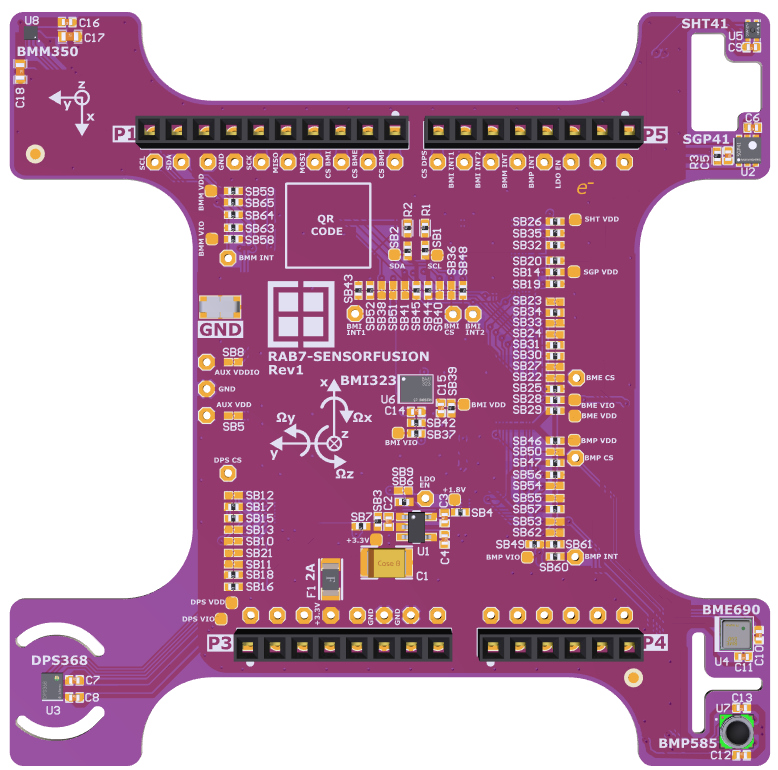 U8
C16
C17
BMM350
C18
z
y
x
SHT41
U5
C9
C6
SGP41
R3
C5
U2
P1
P5
SCL
SDA
GND
SCK
MISO
MOSI
CS BMI
CS BME
CS BMP
CS DPS
BMI INT1
BMI INT2
BMM INT
BMP INT
LDO EN
e-
BMM VDD
SB59
SB65
SB64
SB63
SB58
BMM VIO
BMM INT
QR
CODE
R2
R1
SB2
SB1
SDA
SCL
SB36
SB48
SB43
SB52
SB38
SB51
SB41
SB45
SB44
SB40
BMI
INT1
BMI
CS
BMI
INT2
SB26
SB35
SB32
SHT VDD
SB20
SB14
SB19
SGP VDD
SB23
SB34
SB33
SB24
SB31
SB30
SB27
SB22
SB25
SB28
SB29
BME CS
BME VIO
BME VDD
GND
RAB7-SENSORFUSION
Rev1
SB8
AUX VDDIO
GND
AUX VDD
SB5
x
BMI323
U6
C15
SB39
C14
BMI VDD
SB42
SB37
BMI VIO
Ωy
Ωx
z
y
Ωz
SB46
SB50
SB47
SB56
SB54
SB55
SB57
SB53
SB62
BMP VDD
BMP CS
SB49
SB61
SB60
BMP VIO
BMP INT
DPS CS
SB12
SB17
SB15
SB13
SB10
SB21
SB11
SB18
SB16
DPS VDD
DPS VIO
SB9
SB6
LDO
EN
+1.8V
SB7
SB3
C2
C3
SB4
+3.3V
U1
C4
Case B
C1
F1 2A
F
+3.3V
GND
GND
P3
P4
DPS368
C7
C8
U3
BME690
U4
C10
C11
C13
U7
BMP585
C12